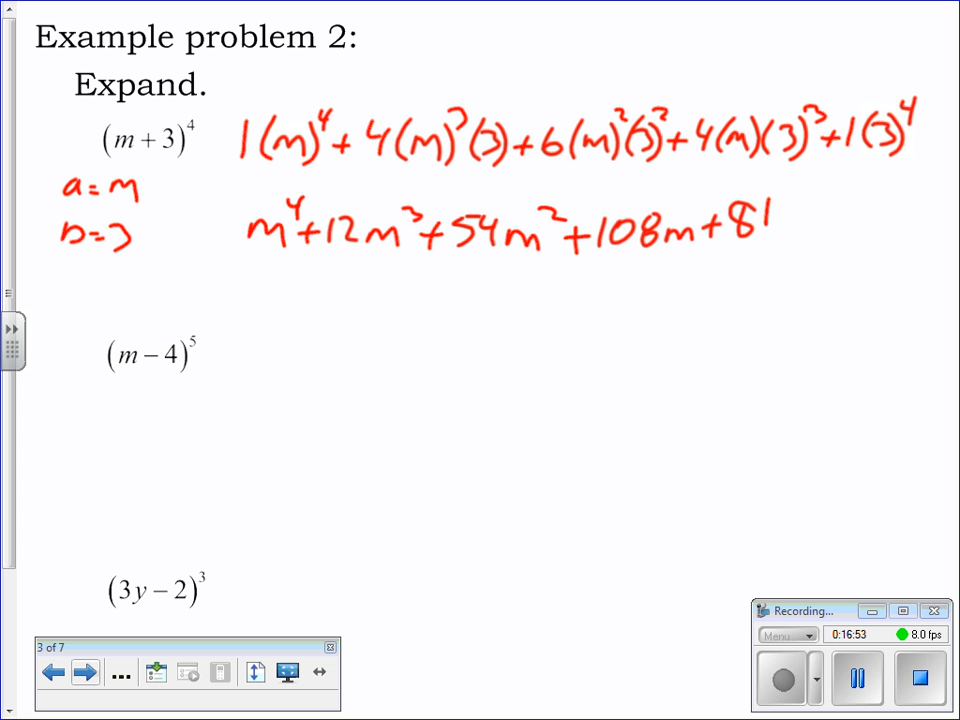 Example problem 2:
Expand.
(m + 3)^4 1(m)^4 + 4(m)^3(3) + 6(m)^2(3)^2 + 4(m)(3)^3 + 1(3)^4
a = m
b = 3 m^4 + 12m^3 + 54m^2 + 108m + 81
(m − 4)^5
(3y − 2)^3
3 of 7
...
Recording...
Menu 0:16:53 8.0 fps